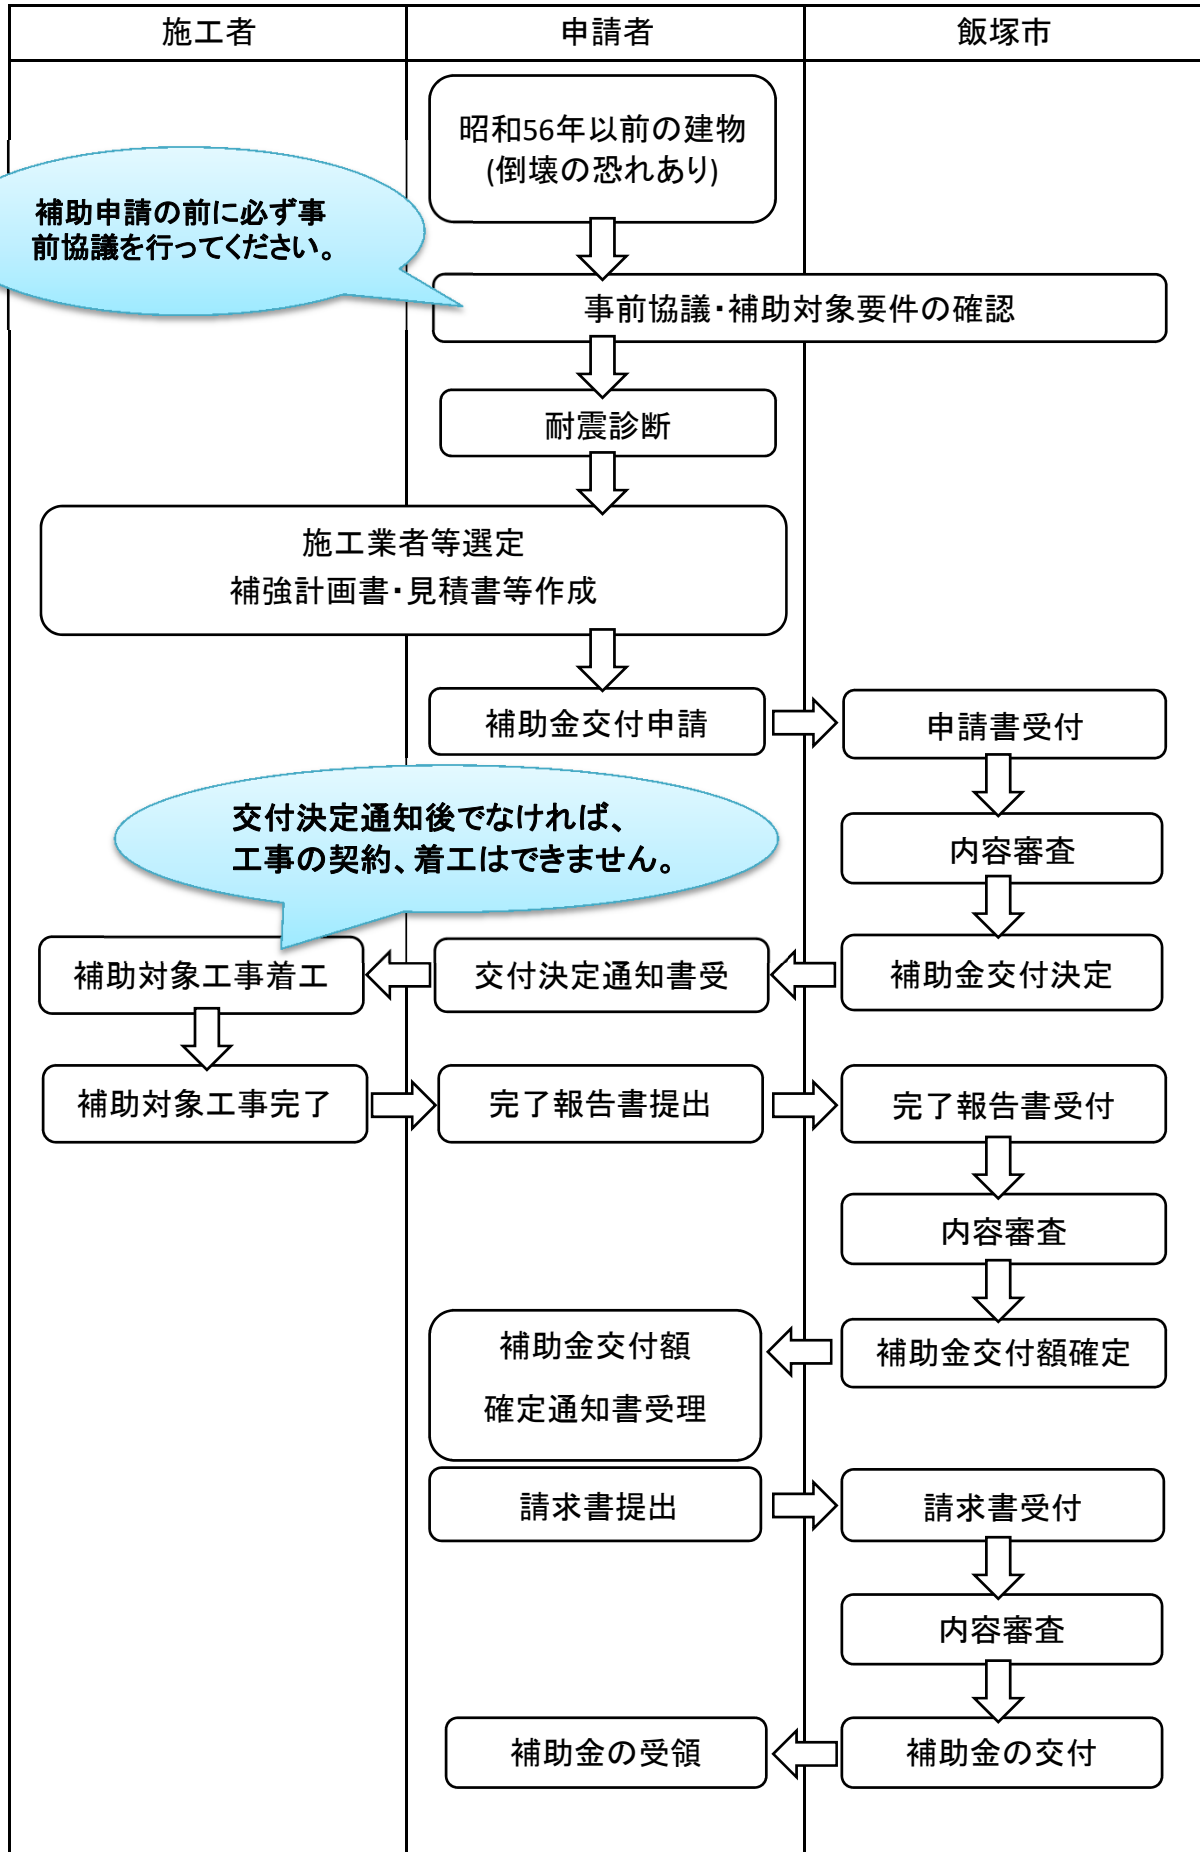 施工者
申請者
飯塚市
昭和56年以前の建物
(倒壊の恐れあり)
補助申請の前に必ず事
前協議を行ってください。
事前協議・補助対象要件の確認
耐震診断
施工業者等選定
補強計画書・見積書等作成
補助金交付申請
申請書受付
交付決定通知後でなければ、
工事の契約、着工はできません。
内容審査
補助対象工事着工
交付決定通知書受
補助金交付決定
補助対象工事完了
完了報告書提出
完了報告書受付
内容審査
補助金交付額
確定通知書受理
補助金交付額確定
請求書提出
請求書受付
内容審査
補助金の受領
補助金の交付